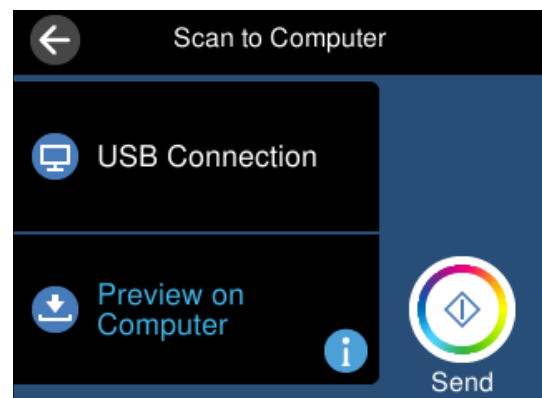 Scan to Computer
USB Connection
Preview on
Computer
i
Send